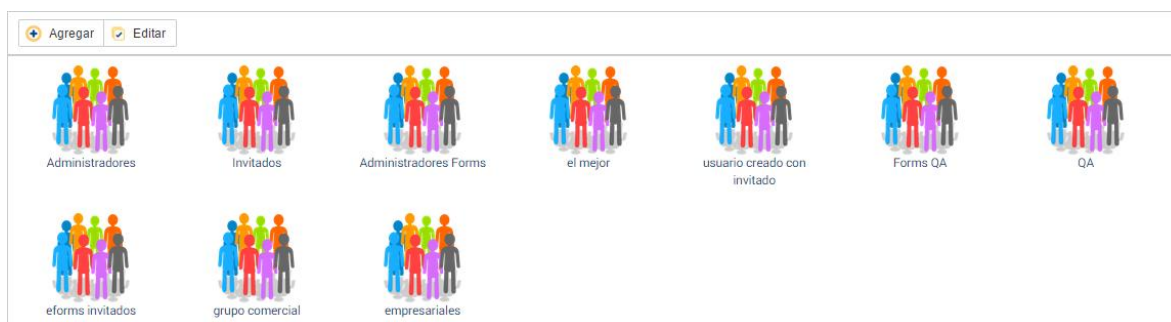 Agregar Editar
Administradores Invitados Administradores Forms el mejor usuario creado con invitado Forms QA QA
eforms invitados grupo comercial empresariales